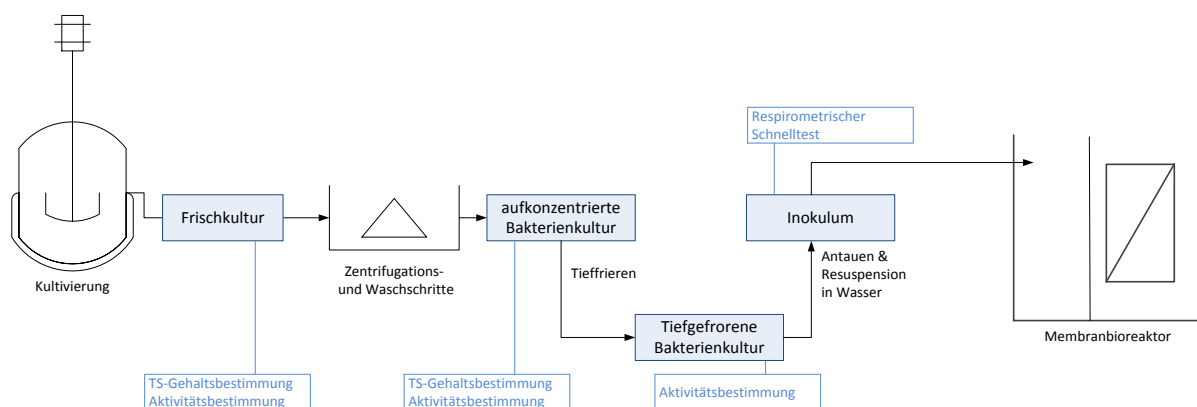 Respirometrischer
Schnelltest
Frischkultur
aufkonzentrierte
Bakterienkultur
Inokulum
Kultivierung
Zentrifugations-
und Waschschritte
Tieffrieren
Antauen &
Resuspension
in Wasser
Tiefgefrorene
Bakterienkultur
Membranbioreaktor
TS-Gehaltsbestimmung
Aktivitätsbestimmung
TS-Gehaltsbestimmung
Aktivitätsbestimmung
Aktivitätsbestimmung